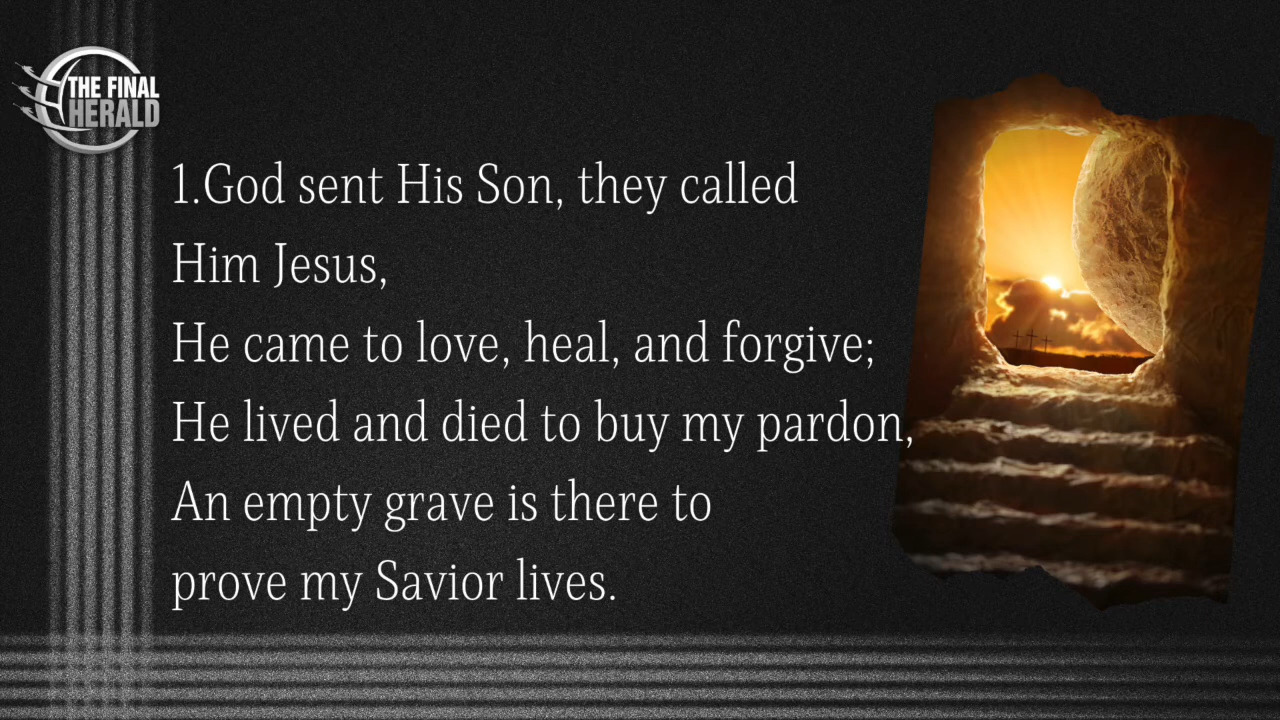 THE FINAL
HERALD
1.God sent His Son, they called
Him Jesus,
He came to love, heal, and forgive;
He lived and died to buy my pardon,
An empty grave is there to
prove my Savior lives.